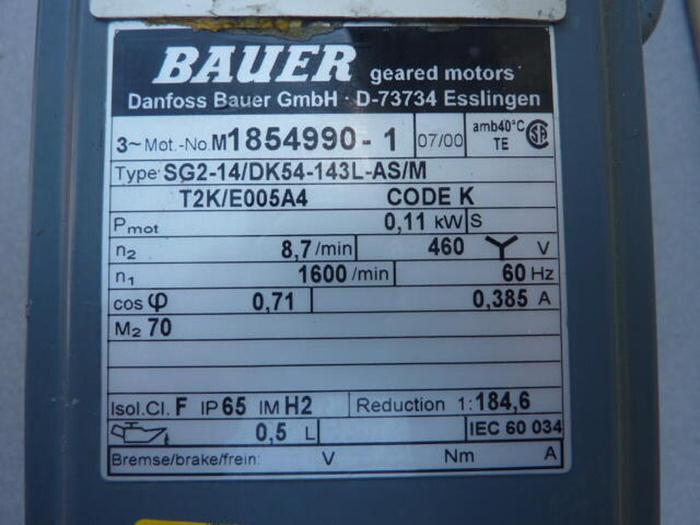 BAUER geared motors
Danfoss Bauer GmbH · D-73734 Esslingen
3~ Mot.-No.M1854990-1 07/00 amb40°C TE SA
Type SG2-14/DK54-143L-AS/M
T2K/E005A4 CODE K
Pmot 0,11 kW S
n2 8,7/min 460 Y V
n1 1600/min 60 Hz
cos φ 0,71 0,385 A
M2 70
Isol.Cl. F IP 65 IM H2 Reduction 1:184,6
0,5 L IEC 60 034
Bremse/brake/frein: V Nm A